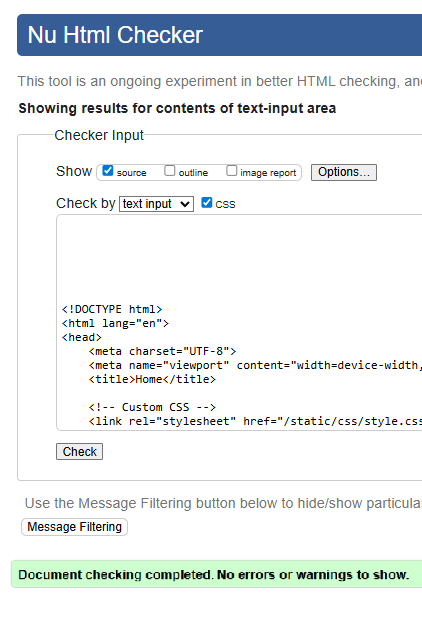 Nu Html Checker
This tool is an ongoing experiment in better HTML checking, and
Showing results for contents of text-input area
Checker Input
Show source outline image report Options...
Check by text input css
<!DOCTYPE html>
<html lang="en">
<head>
<meta charset="UTF-8">
<meta name="viewport" content="width=device-width,
<title>Home</title>
<!-- Custom CSS -->
<link rel="stylesheet" href="/static/css/style.css
Check
Use the Message Filtering button below to hide/show particula
Message Filtering
Document checking completed. No errors or warnings to show.